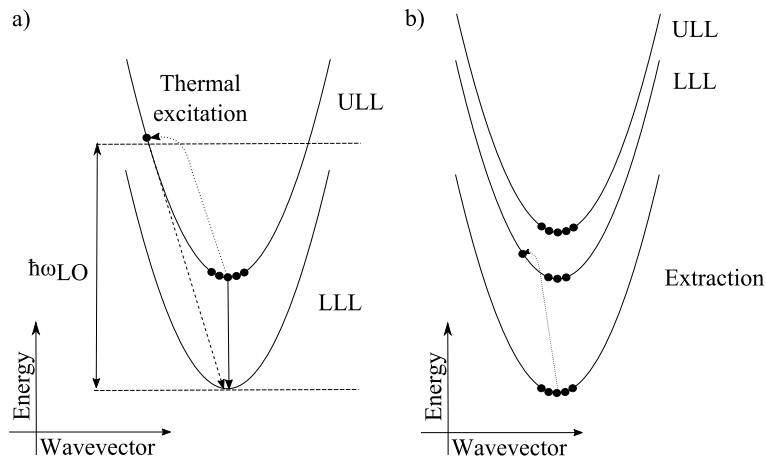 a)
Thermal
excitation
ULL
ħωLO
LLL
Energy
Wavevector
b)
ULL
LLL
Extraction
Energy
Wavevector